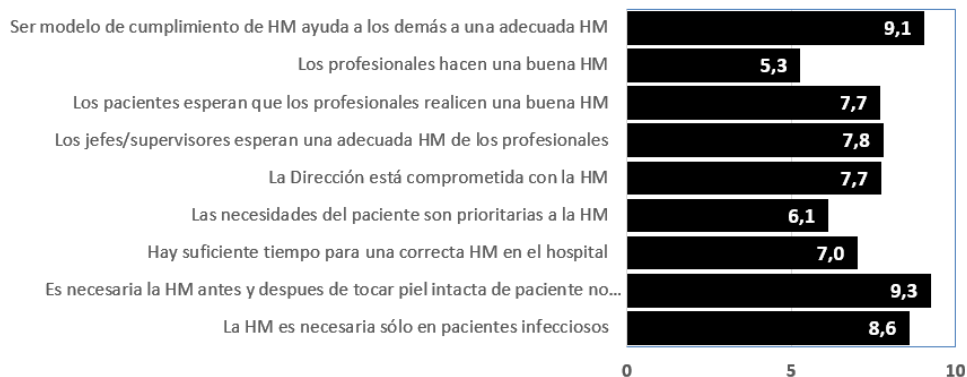 Ser modelo de cumplimiento de HM ayuda a los demás a una adecuada HM 9,1
Los profesionales hacen una buena HM 5,3
Los pacientes esperan que los profesionales realicen una buena HM 7,7
Los jefes/supervisores esperan una adecuada HM de los profesionales 7,8
La Dirección está comprometida con la HM 7,7
Las necesidades del paciente son prioritarias a la HM 6,1
Hay suficiente tiempo para una correcta HM en el hospital 7,0
Es necesaria la HM antes y despues de tocar piel intacta de paciente no... 9,3
La HM es necesaria sólo en pacientes infecciosos 8,6
0 5 10